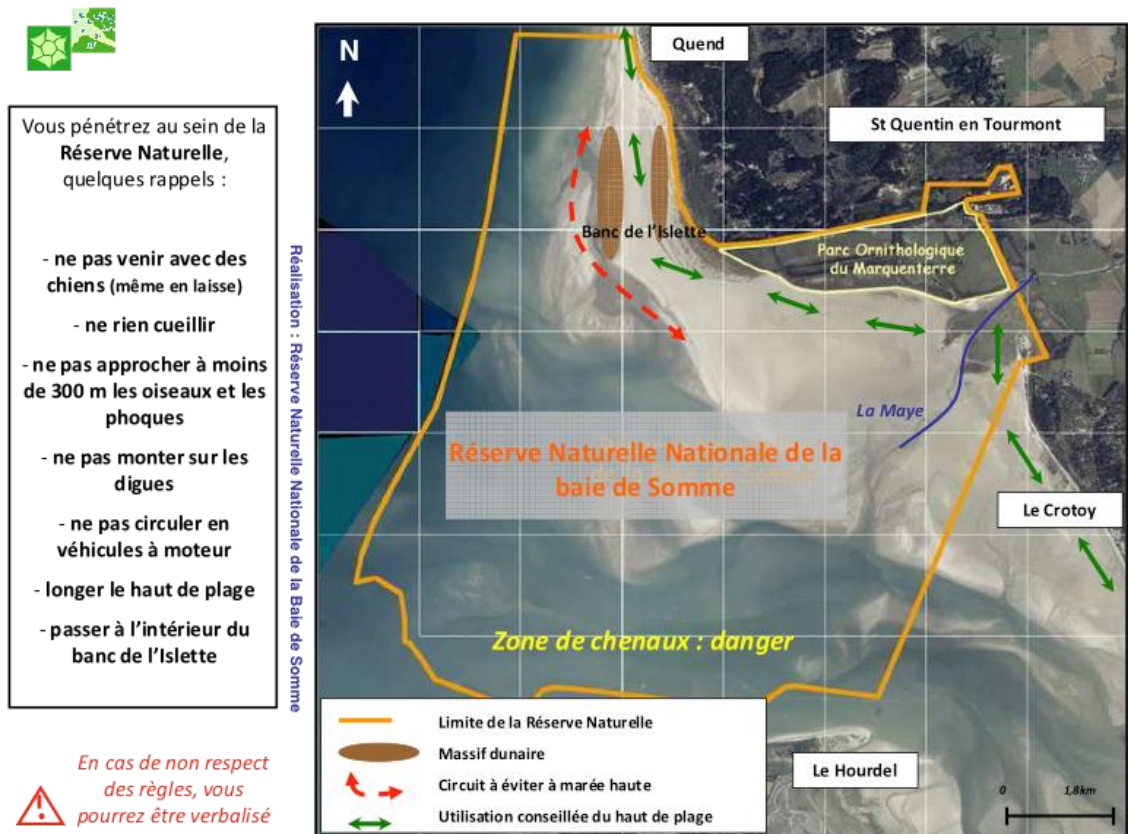 Vous pénétrez au sein de la
Réserve Naturelle,
quelques rappels :
- ne pas venir avec des
chiens (même en laisse)
- ne rien cueillir
- ne pas approcher à moins
de 300 m les oiseaux et les
phoques
- ne pas monter sur les
digues
- ne pas circuler en
véhicules à moteur
- longer le haut de plage
- passer à l'intérieur du
banc de l'Islette
En cas de non respect
des règles, vous
pourrez être verbalisé
Réalisation : Réserve Naturelle Nationale de la Baie de Somme
N
Quend
St Quentin en Tourmont
Banc de l'Islette
Parc Ornithologique
du Marquenterre
La Maye
Réserve Naturelle Nationale de la
baie de Somme
Le Crotoy
Zone de chenaux : danger
Limite de la Réserve Naturelle
Massif dunaire
Circuit à éviter à marée haute
Utilisation conseillée du haut de plage
Le Hourdel
0 1,8km